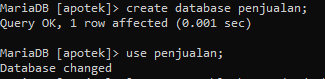 MariaDB [apotek]> create database penjualan;
Query OK, 1 row affected (0.001 sec)
MariaDB [apotek]> use penjualan;
Database changed